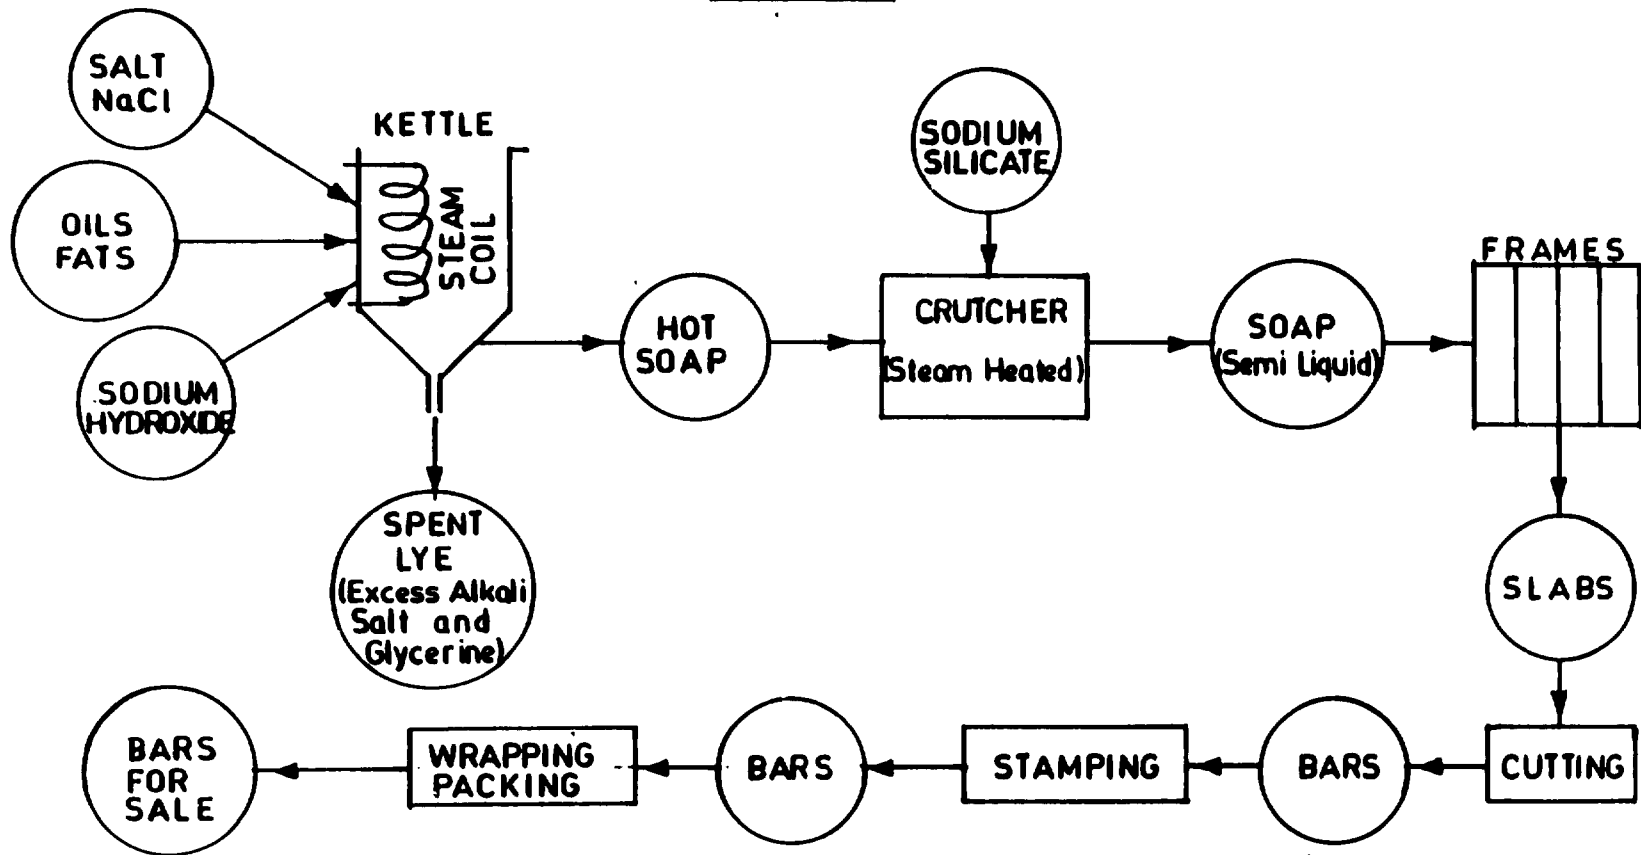 SALT
NaCl
KETTLE
OILS
FATS
STEAM
COIL
SODIUM
HYDROXIDE
SPENT
LYE
(Excess Alkali
Salt and
Glycerine)
HOT
SOAP
SODIUM
SILICATE
CRUTCHER
(Steam Heated)
SOAP
(Semi Liquid)
FRAMES
SLABS
CUTTING
BARS
STAMPING
BARS
WRAPPING
PACKING
BARS
FOR
SALE